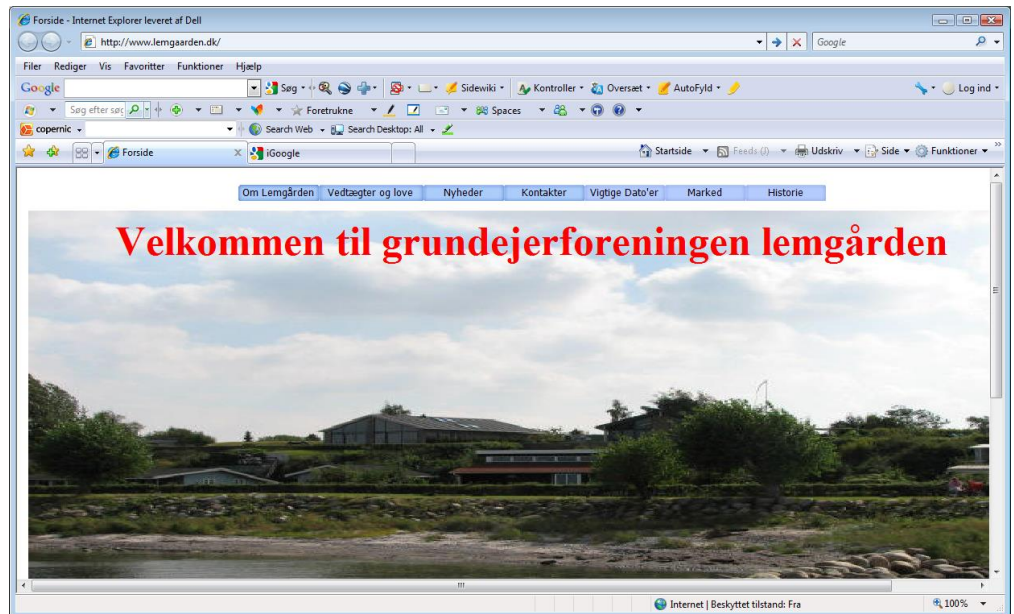 Forside - Internet Explorer leveret af Dell
http://www.lemgaarden.dk/
Google
Filer Rediger Vis Favoritter Funktioner Hjælp
Google Søg Sidewiki Kontroller Oversæt AutoFyld Log ind
Søg efter søg Foretrukne Spaces
copernic Search Web Search Desktop: All
Forside iGoogle Startside Feeds (J) Udskriv Side Funktioner
Om Lemgården Vedtægter og love Nyheder Kontakter Vigtige Dato'er Marked Historie
Velkommen til grundejerforeningen lemgården
Internet | Beskyttet tilstand: Fra 100%